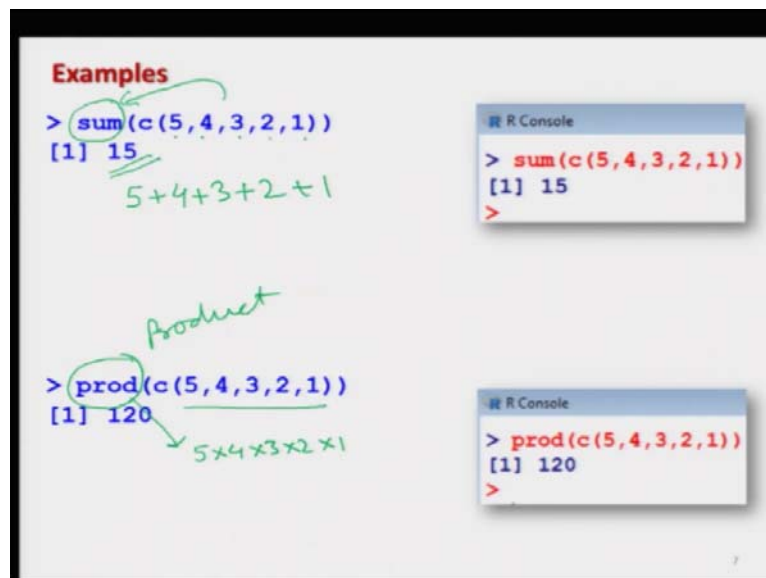 Examples
> sum(c(5,4,3,2,1))
[1] 15
5+4+3+2+1
R Console
> sum(c(5,4,3,2,1))
[1] 15
>
Product
> prod(c(5,4,3,2,1))
[1] 120
5x4x3x2x1
R Console
> prod(c(5,4,3,2,1))
[1] 120
>
7